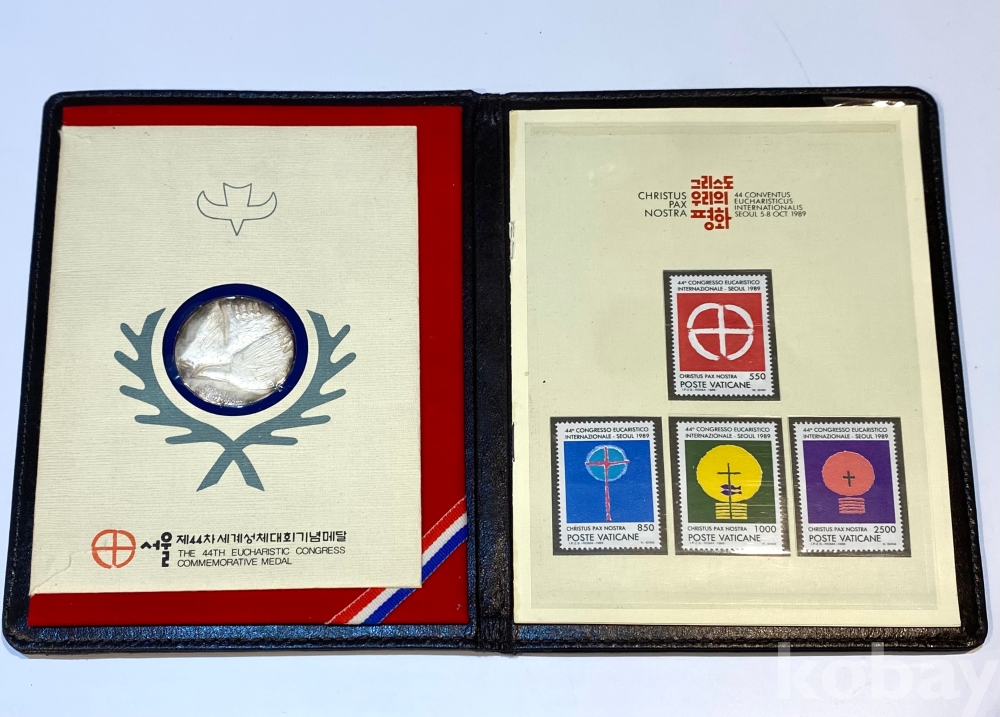 서울 제44차세계성체대회기념메달
THE 44TH EUCHARISTIC CONGRESS
COMMEMORATIVE MEDAL
CHRISTUS
PAX
NOSTRA
그리스도
우리의
평화
44 CONVENTUS
EUCHARISTICUS
INTERNATIONALIS
SEOUL 5-8 OCT. 1989
44º CONGRESSO EUCARISTICO
INTERNAZIONALE - SEOUL 1989
CHRISTUS PAX NOSTRA
550
POSTE VATICANE
44º CONGRESSO EUCARISTICO
INTERNAZIONALE - SEOUL 1989
CHRISTUS PAX NOSTRA
850
POSTE VATICANE
44º CONGRESSO EUCARISTICO
INTERNAZIONALE - SEOUL 1989
CHRISTUS PAX NOSTRA
1000
POSTE VATICANE
44º CONGRESSO EUCARISTICO
INTERNAZIONALE - SEOUL 1989
CHRISTUS PAX NOSTRA
2500
POSTE VATICANE
kobay